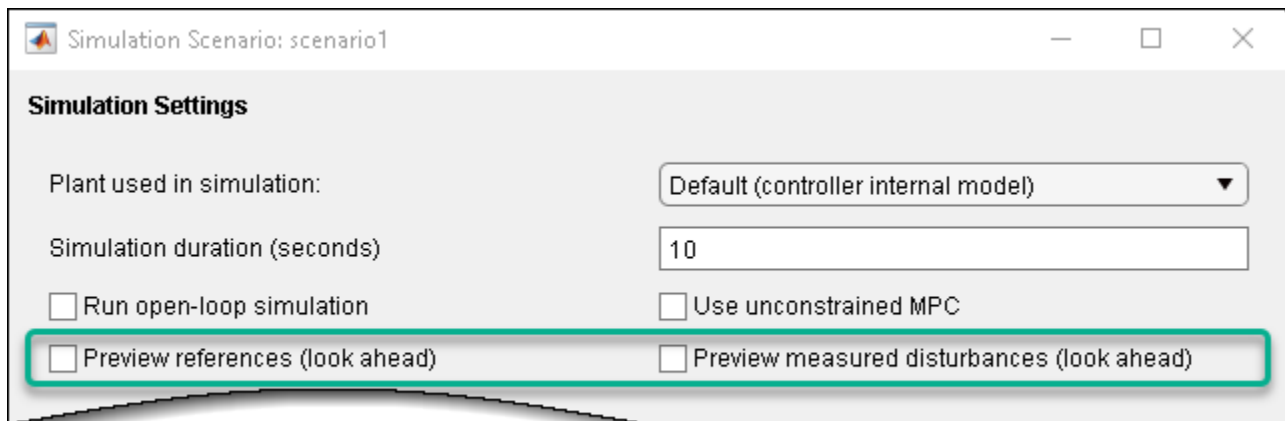 Simulation Scenario: scenario1
Simulation Settings
Plant used in simulation: Default (controller internal model)
Simulation duration (seconds) 10
Run open-loop simulation Use unconstrained MPC
Preview references (look ahead) Preview measured disturbances (look ahead)